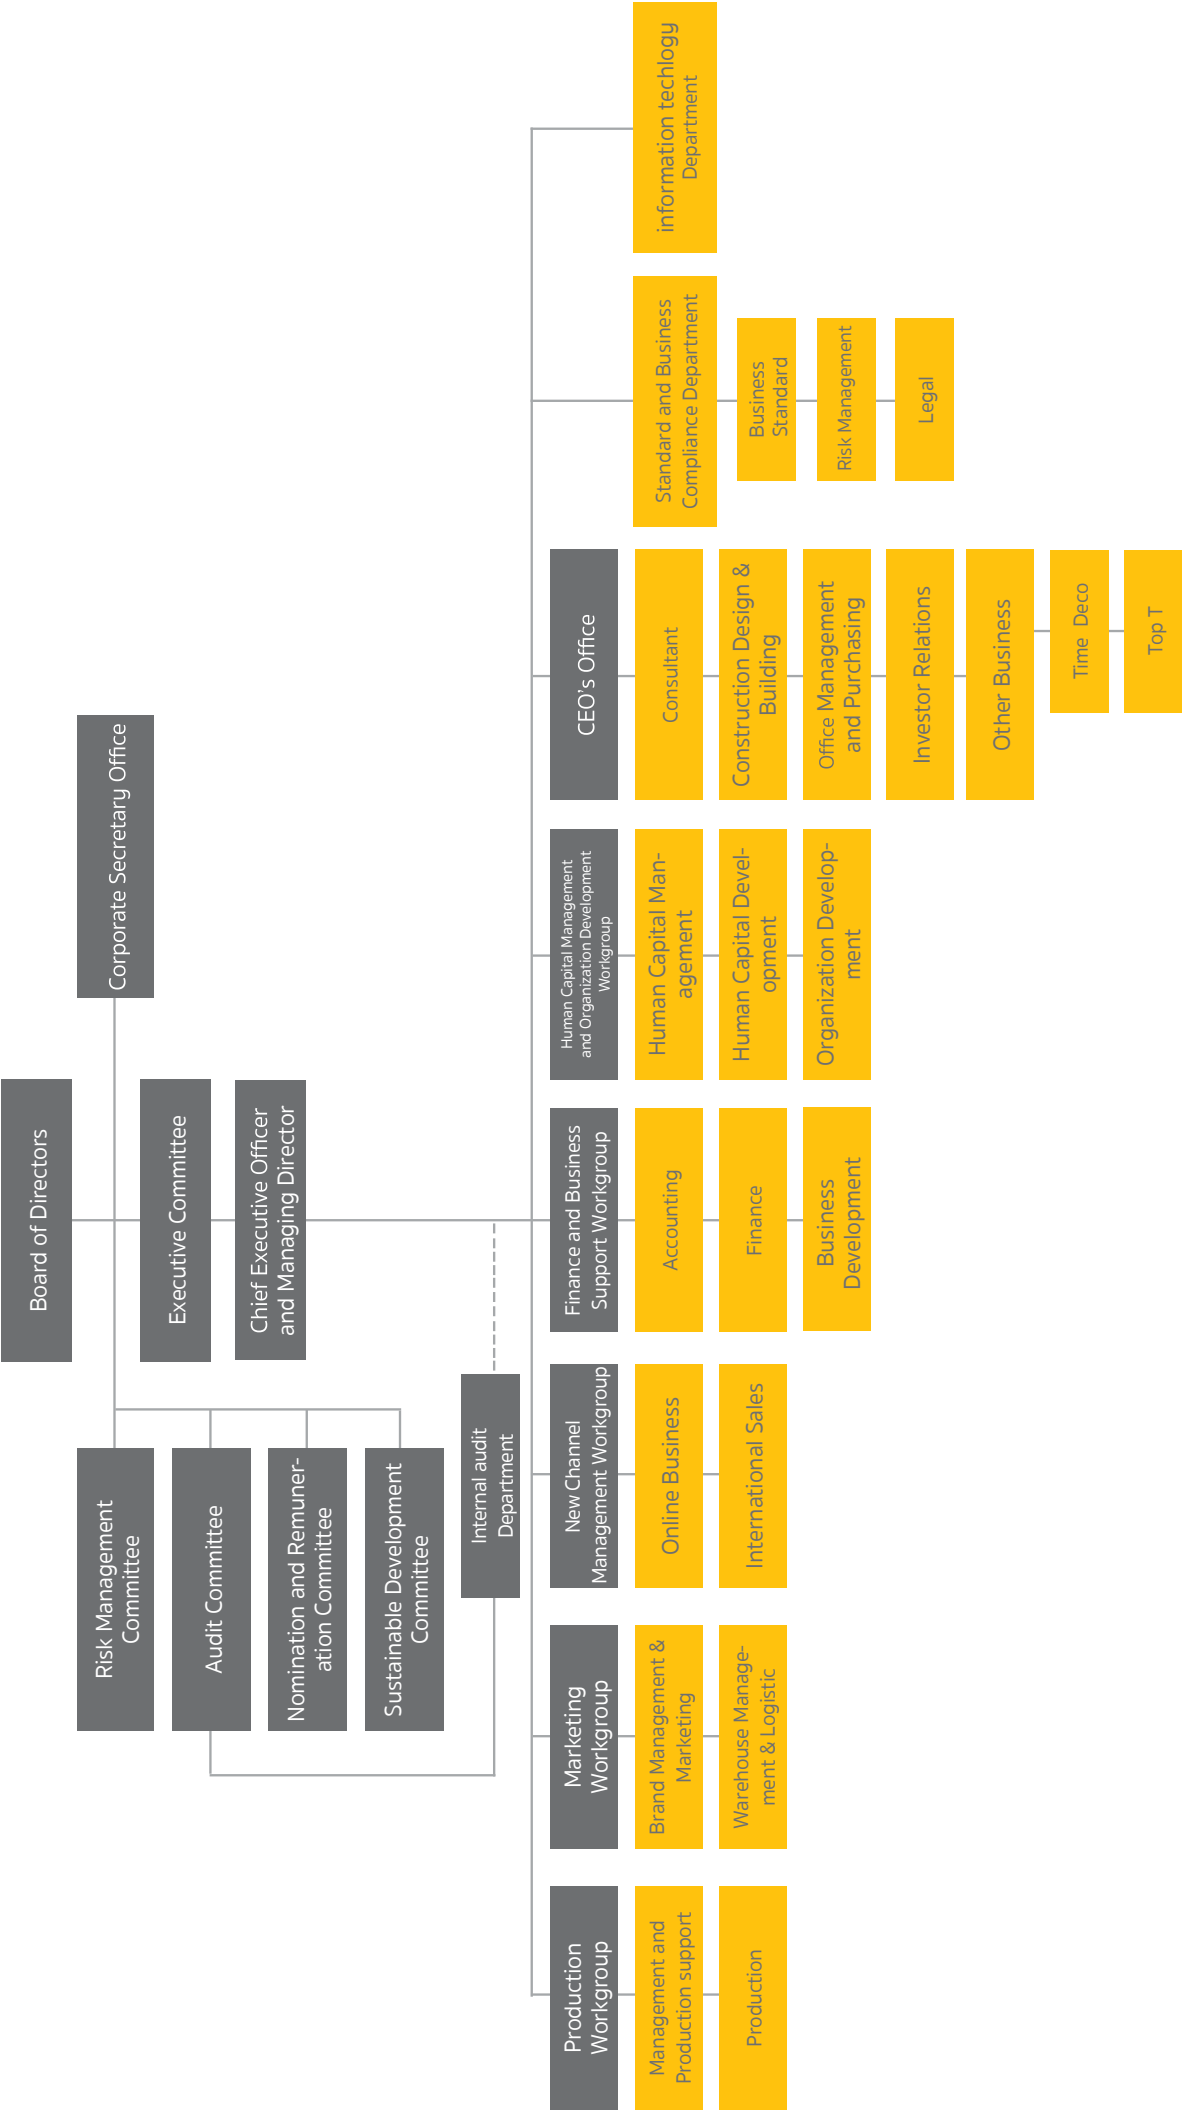 Board of Directors
Corporate Secretary Office
Executive Committee
Chief Executive Officer
and Managing Director
Risk Management
Committee
Audit Committee
Nomination and Remuner-
ation Committee
Sustainable Development
Committee
Internal audit
Department
Production
Workgroup
Management and
Production support
Production
Marketing
Workgroup
Brand Management &
Marketing
Warehouse Manage-
ment & Logistic
New Channel
Management Workgroup
Online Business
International Sales
Finance and Business
Support Workgroup
Accounting
Finance
Business
Development
Human Capital Management
and Organization Development
Workgroup
Human Capital Man-
agement
Human Capital Devel-
opment
Organization Develop-
ment
CEO's Office
Consultant
Construction Design &
Building
Office Management
and Purchasing
Investor Relations
Other Business
Time Deco
Top T
Standard and Business
Compliance Department
Business
Standard
Risk Management
Legal
information techlogy
Department